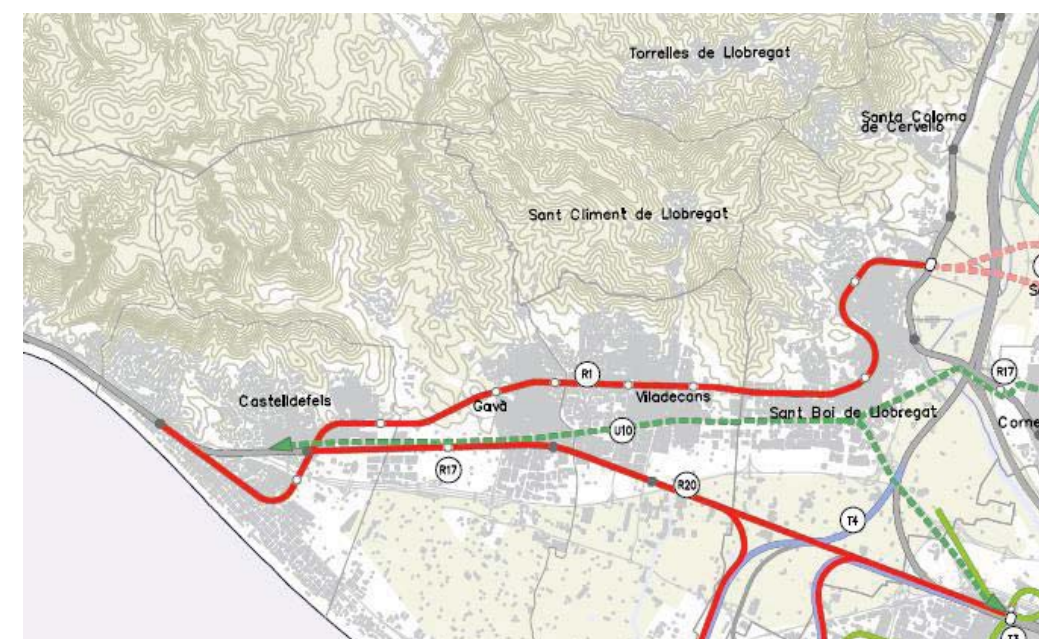 Torrelles de Llobregat
Santa Coloma
de Cervelló
Sant Climent de Llobregat
R1
R17
Castelldefels
Gavà
Viladecans
Sant Boi de Llobregat
U10
R17
R20
T4